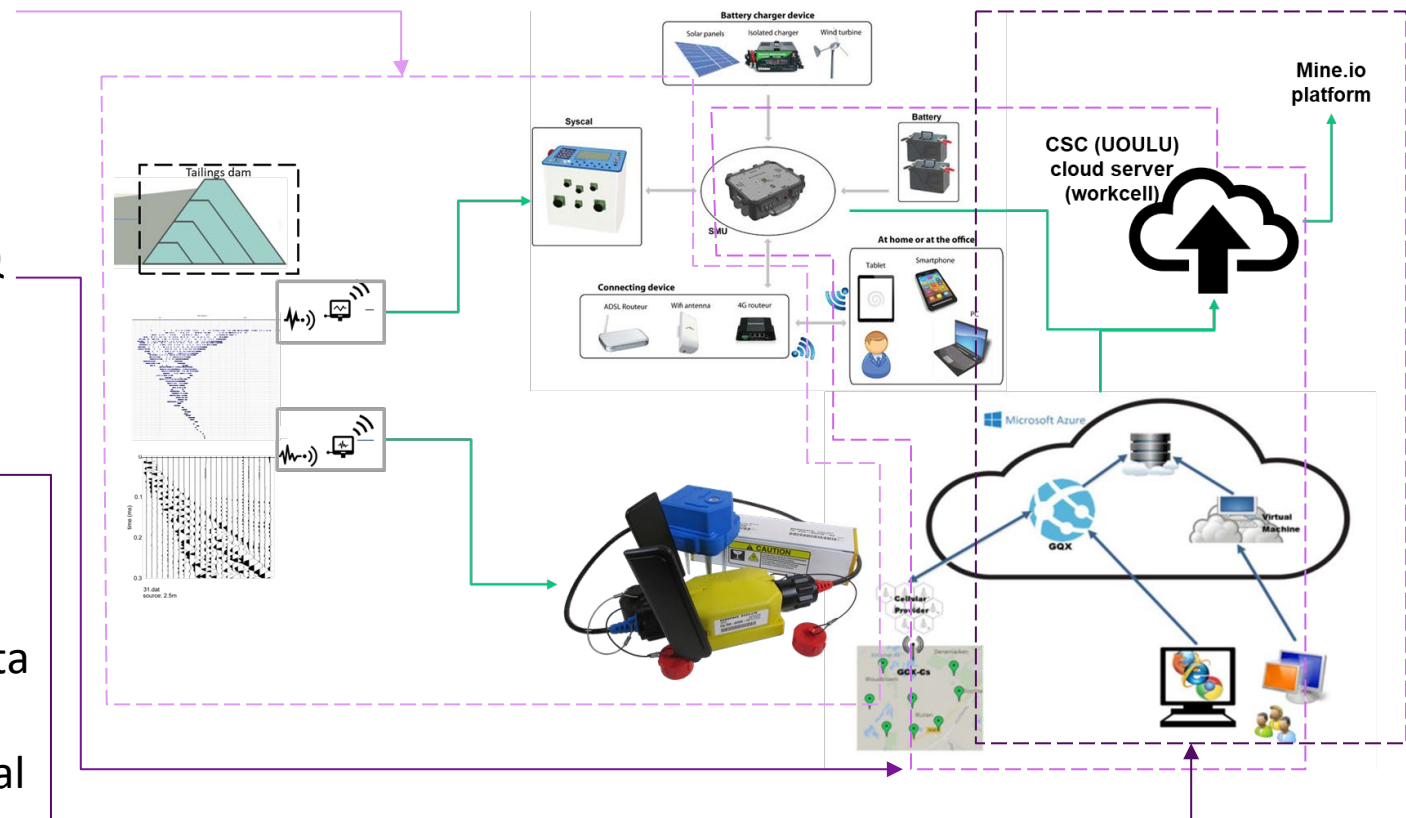 Battery charger device
Solar panels
Isolated charger
Wind turbine
Mine.io
platform
Syscal
Battery
CSC (UOULU)
cloud server
(workcell)
Tailings dam
SMU
At home or at the office
Tablet
Smartphone
PC
Connecting device
ADSL Routeur
Wifi antenna
4G routeur
Microsoft Azure
Virtual
Machine
GQX
0
0.1
0.2
0.3
time (ms)
31.dat
source: 2.5m
CAUTION
Cellular
Provider
GCX-Cs
ta
al